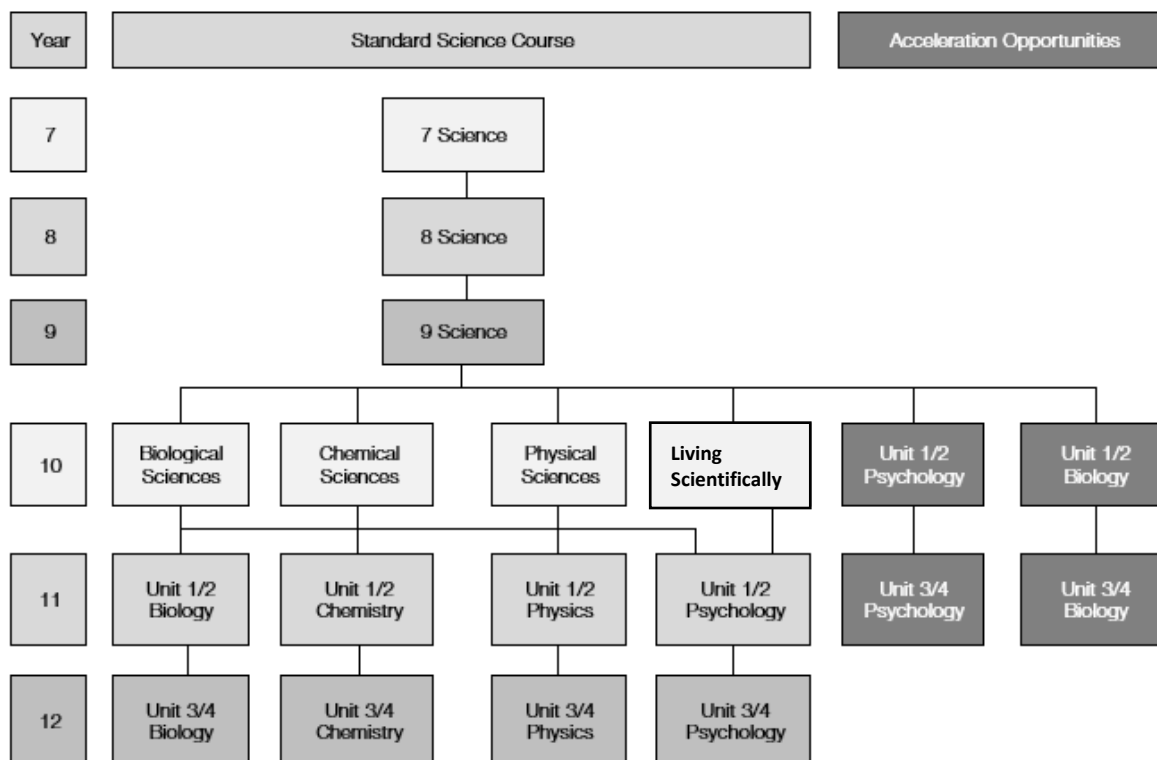 Year
Standard Science Course
Acceleration Opportunities
7
7 Science
8
8 Science
9
9 Science
10
Biological
Sciences
Chemical
Sciences
Physical
Sciences
Living
Scientifically
Unit 1/2
Psychology
Unit 1/2
Biology
11
Unit 1/2
Biology
Unit 1/2
Chemistry
Unit 1/2
Physics
Unit 1/2
Psychology
Unit 3/4
Psychology
Unit 3/4
Biology
12
Unit 3/4
Biology
Unit 3/4
Chemistry
Unit 3/4
Physics
Unit 3/4
Psychology